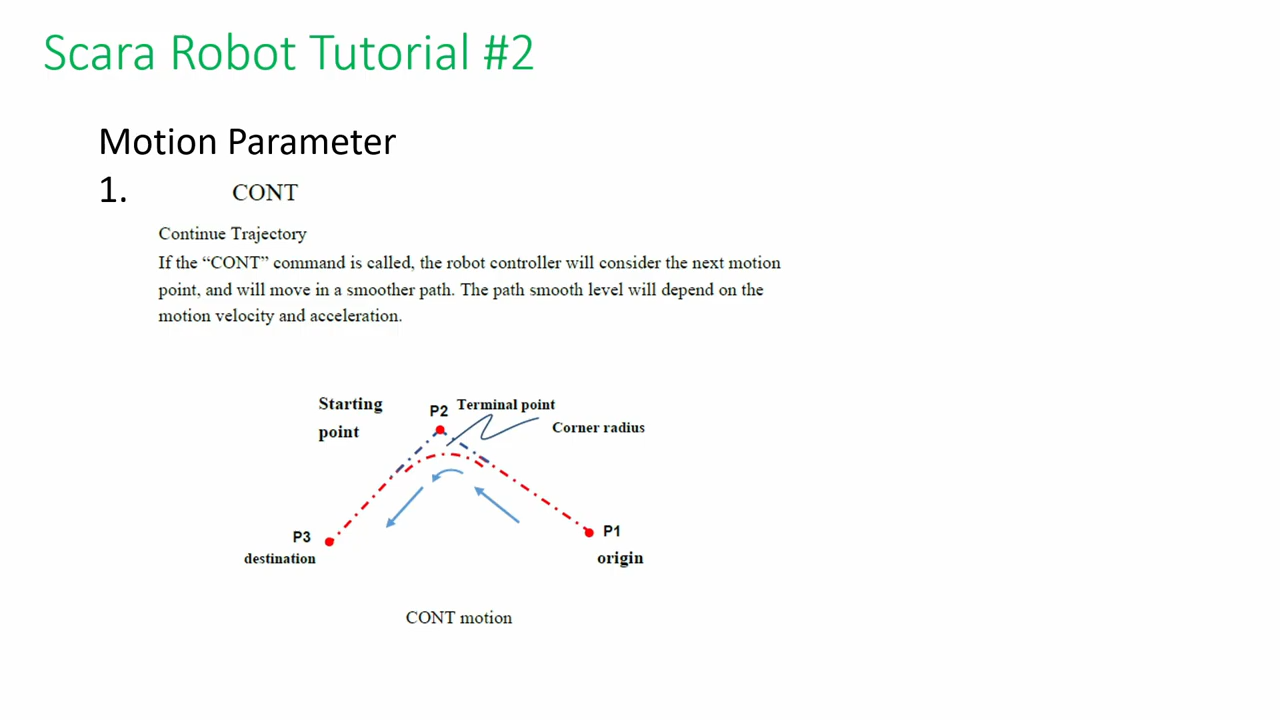 Scara Robot Tutorial #2
Motion Parameter
1. CONT
Continue Trajectory
If the “CONT” command is called, the robot controller will consider the next motion
point, and will move in a smoother path. The path smooth level will depend on the
motion velocity and acceleration.
Starting
point
P2
Terminal point
Corner radius
P3
destination
P1
origin
CONT motion